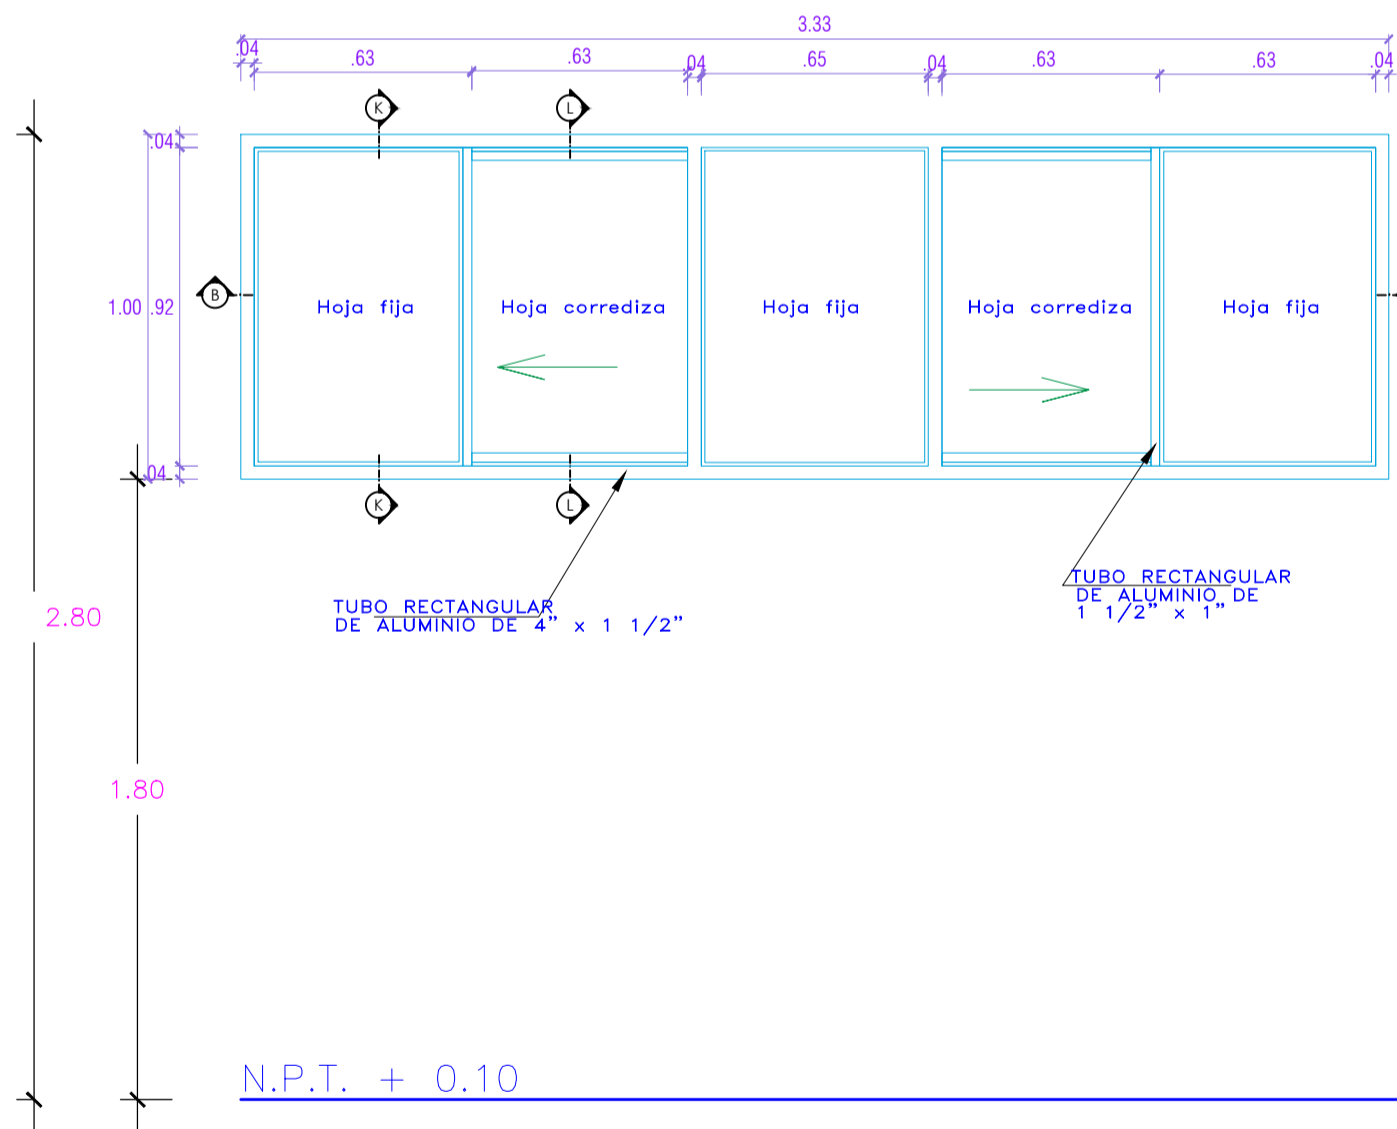 3.33
.04
.63
.63
.04
.65
.04
.63
.63
.04
K
L
.04
1.00
.92
.04
B
Hoja fija
Hoja corrediza
Hoja fija
Hoja corrediza
Hoja fija
K
L
TUBO RECTANGULAR
DE ALUMINIO DE 4” x 1 1/2”
TUBO RECTANGULAR
DE ALUMINIO DE
1 1/2” x 1”
2.80
1.80
N.P.T. + 0.10